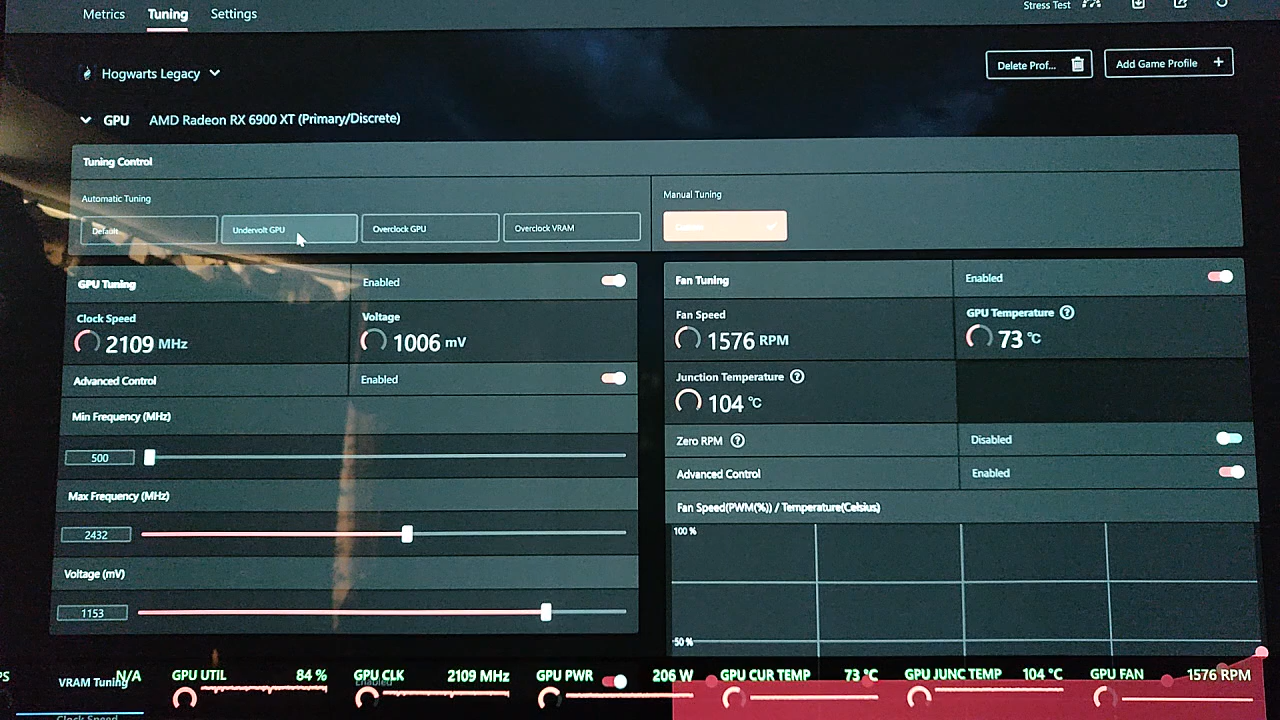 Metrics Tuning Settings Stress Test
Hogwarts Legacy Delete Prof... Add Game Profile
GPU AMD Radeon RX 6900 XT (Primary/Discrete)
Tuning Control
Automatic Tuning Manual Tuning
Default Undervolt GPU Overclock GPU Overclock VRAM
GPU Tuning Enabled Fan Tuning Enabled
Clock Speed Voltage Fan Speed GPU Temperature ?
2109 MHz 1006 mV 1576 RPM 73 °C
Advanced Control Enabled Junction Temperature ?
104 °C
Min Frequency (MHz)
500 Zero RPM ? Disabled
Max Frequency (MHz) Advanced Control Enabled
Fan Speed(PWM(%)) / Temperature(Celsius)
2432 100 %
Voltage (mV)
1153
50 %
PS N/A GPU UTIL 84 % GPU CLK 2109 MHz GPU PWR 206 W GPU CUR TEMP 73 °C GPU JUNC TEMP 104 °C GPU FAN 1576 RPM
VRAM Tuning Enabled
Clock Speed